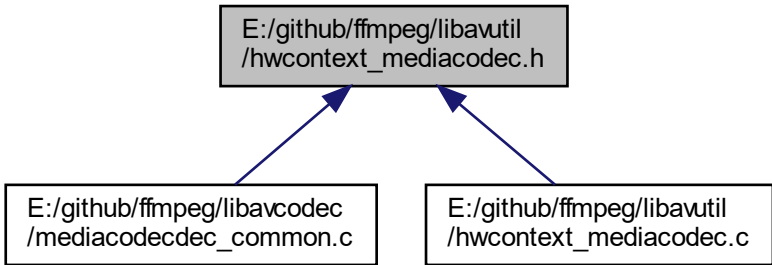 E:/github/ffmpeg/libavutil
/hwcontext_mediacodec.h
E:/github/ffmpeg/libavcodec
/mediacodecdec_common.c
E:/github/ffmpeg/libavutil
/hwcontext_mediacodec.c